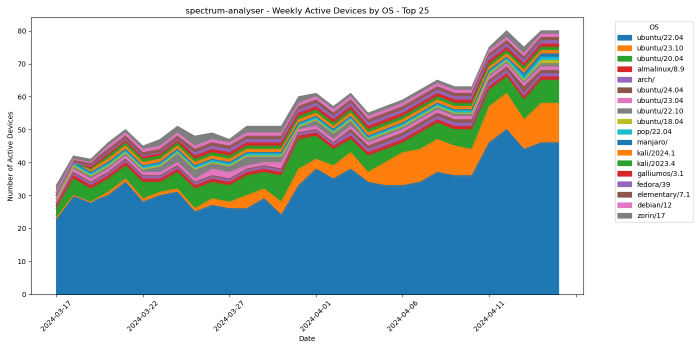 spectrum-analyser - Weekly Active Devices by OS - Top 25
Number of Active Devices
80
70
60
50
40
30
20
10
0
2024-03-17
2024-03-22
2024-03-27
2024-04-01
2024-04-06
2024-04-11
Date
OS
ubuntu/22.04
ubuntu/23.10
ubuntu/20.04
almalinux/8.9
arch/
ubuntu/24.04
ubuntu/23.04
ubuntu/22.10
ubuntu/18.04
pop/22.04
manjaro/
kali/2024.1
kali/2023.4
galliumos/3.1
fedora/39
elementary/7.1
debian/12
zorin/17